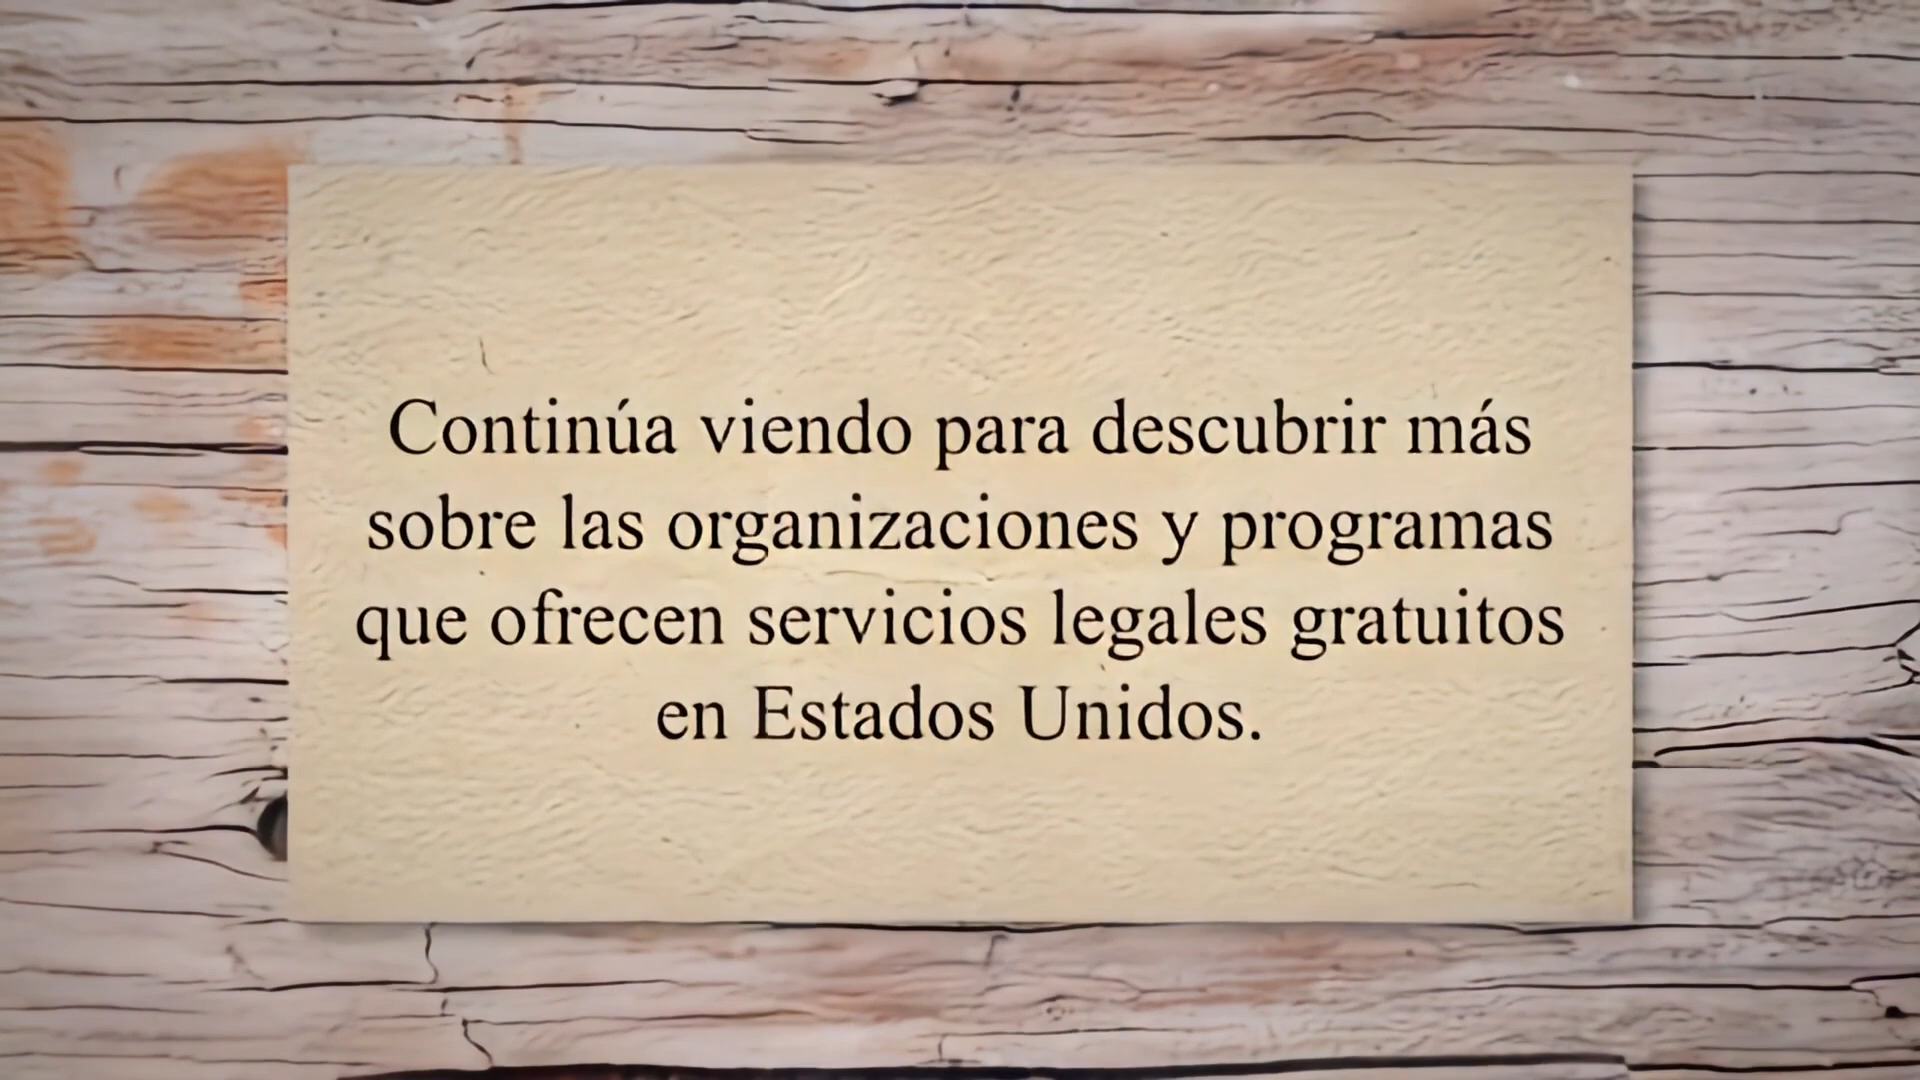 Continúa viendo para descubrir más
sobre las organizaciones y programas
que ofrecen servicios legales gratuitos
en Estados Unidos.